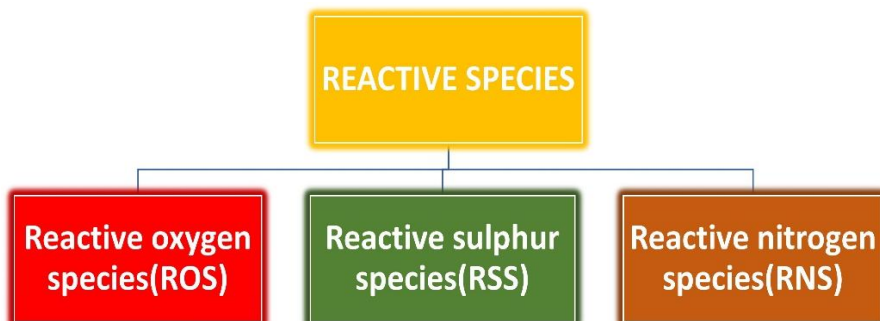 REACTIVE SPECIES
Reactive oxygen
species(ROS)
Reactive sulphur
species(RSS)
Reactive nitrogen
species(RNS)